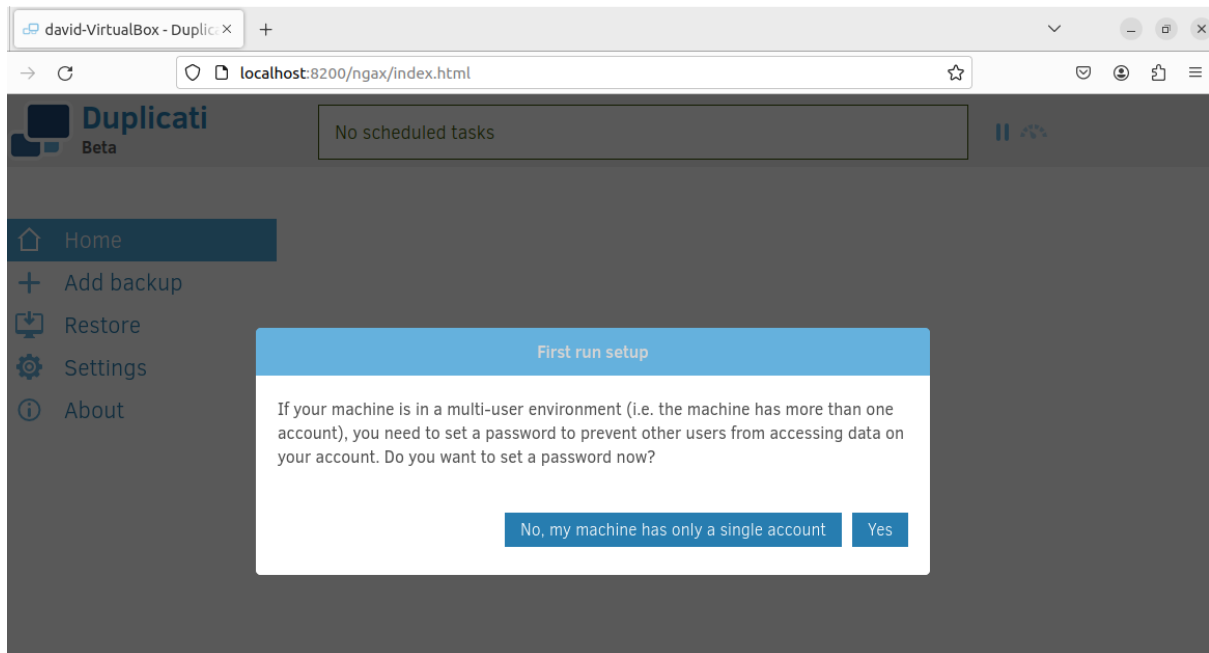 david-VirtualBox - Duplic
localhost:8200/ngax/index.html
Duplicati
Beta
No scheduled tasks
Home
Add backup
Restore
Settings
About
First run setup
If your machine is in a multi-user environment (i.e. the machine has more than one
account), you need to set a password to prevent other users from accessing data on
your account. Do you want to set a password now?
No, my machine has only a single account
Yes